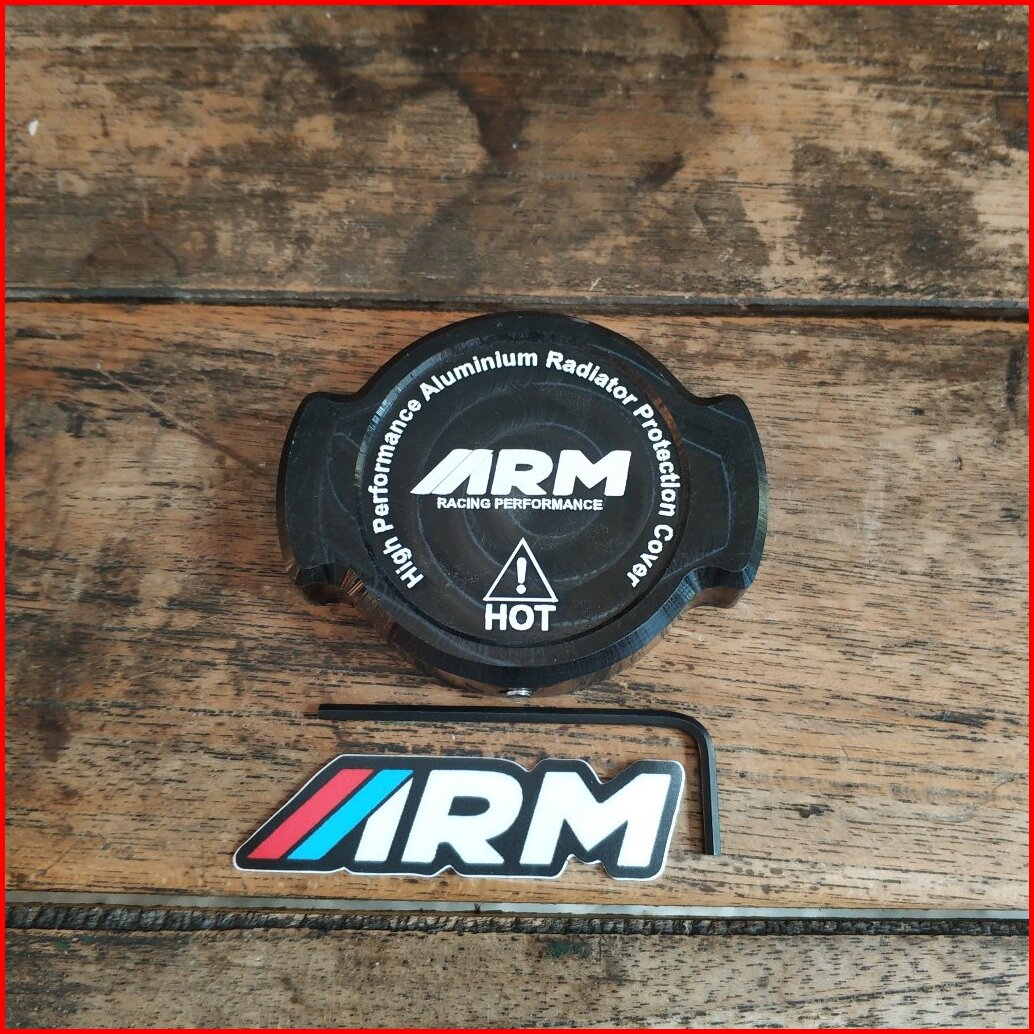 High Performance Aluminium Radiator Protection Cover
ARM
RACING PERFORMANCE
!
HOT
ARM